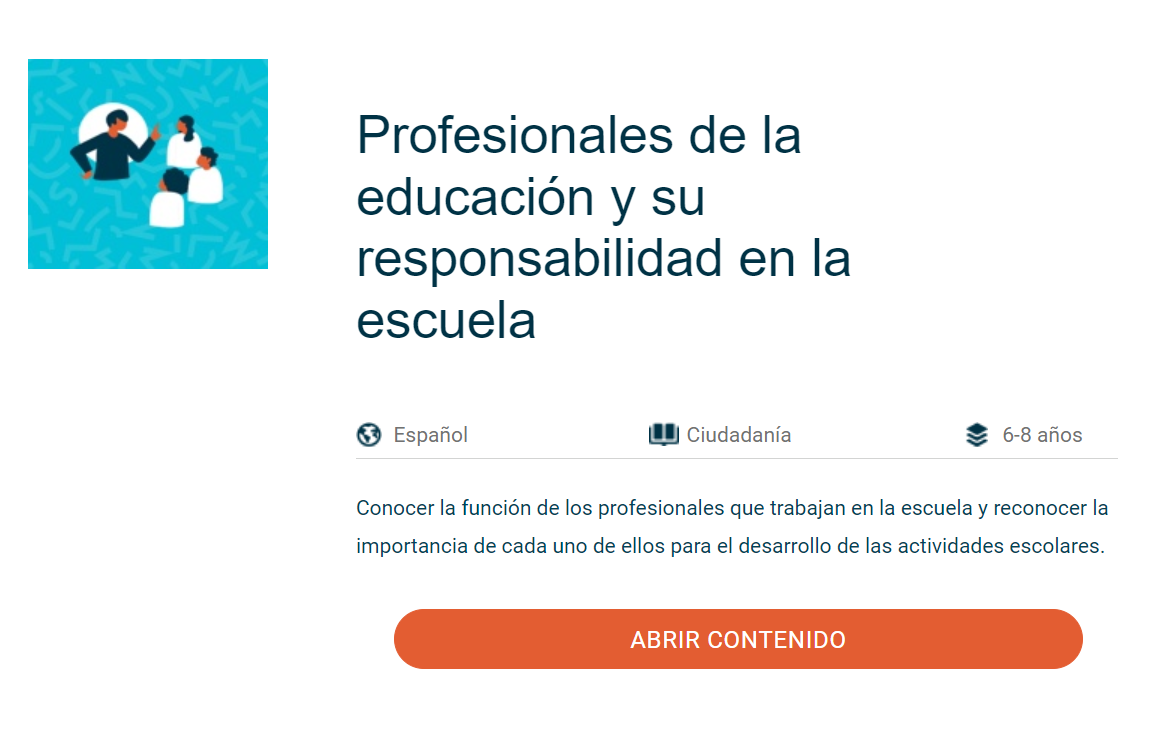 Profesionales de la
educación y su
responsabilidad en la
escuela
Español
Ciudadanía
6-8 años
Conocer la función de los profesionales que trabajan en la escuela y reconocer la
importancia de cada uno de ellos para el desarrollo de las actividades escolares.
ABRIR CONTENIDO